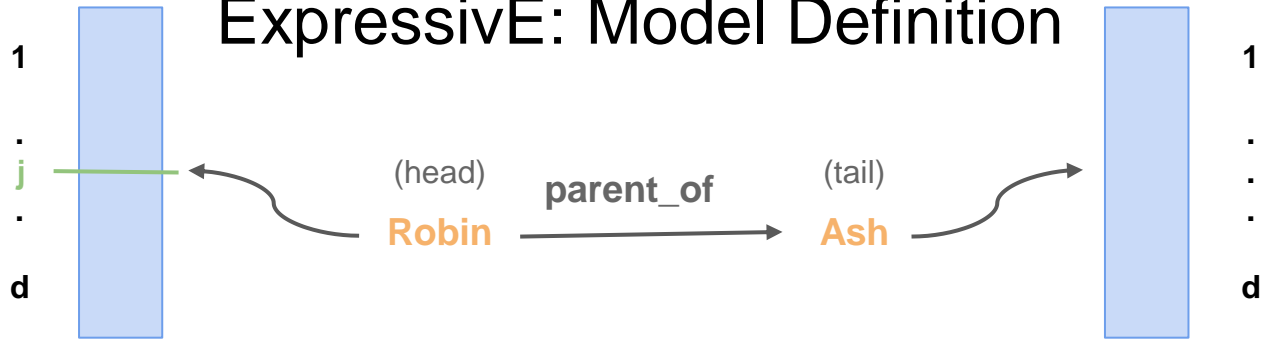 ExpressivE: Model Definition
1
.
j
.
d
(head)
Robin
parent_of
(tail)
Ash
1
.
.
.
d